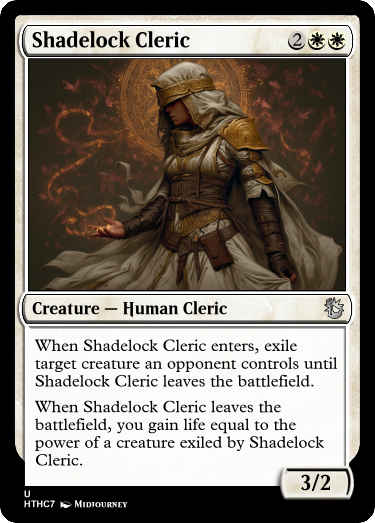 Shadelock Cleric 2
Creature — Human Cleric
When Shadelock Cleric enters, exile
target creature an opponent controls until
Shadelock Cleric leaves the battlefield.
When Shadelock Cleric leaves the
battlefield, you gain life equal to the
power of a creature exiled by Shadelock
Cleric.
3/2
U
HTHC7 Midjourney